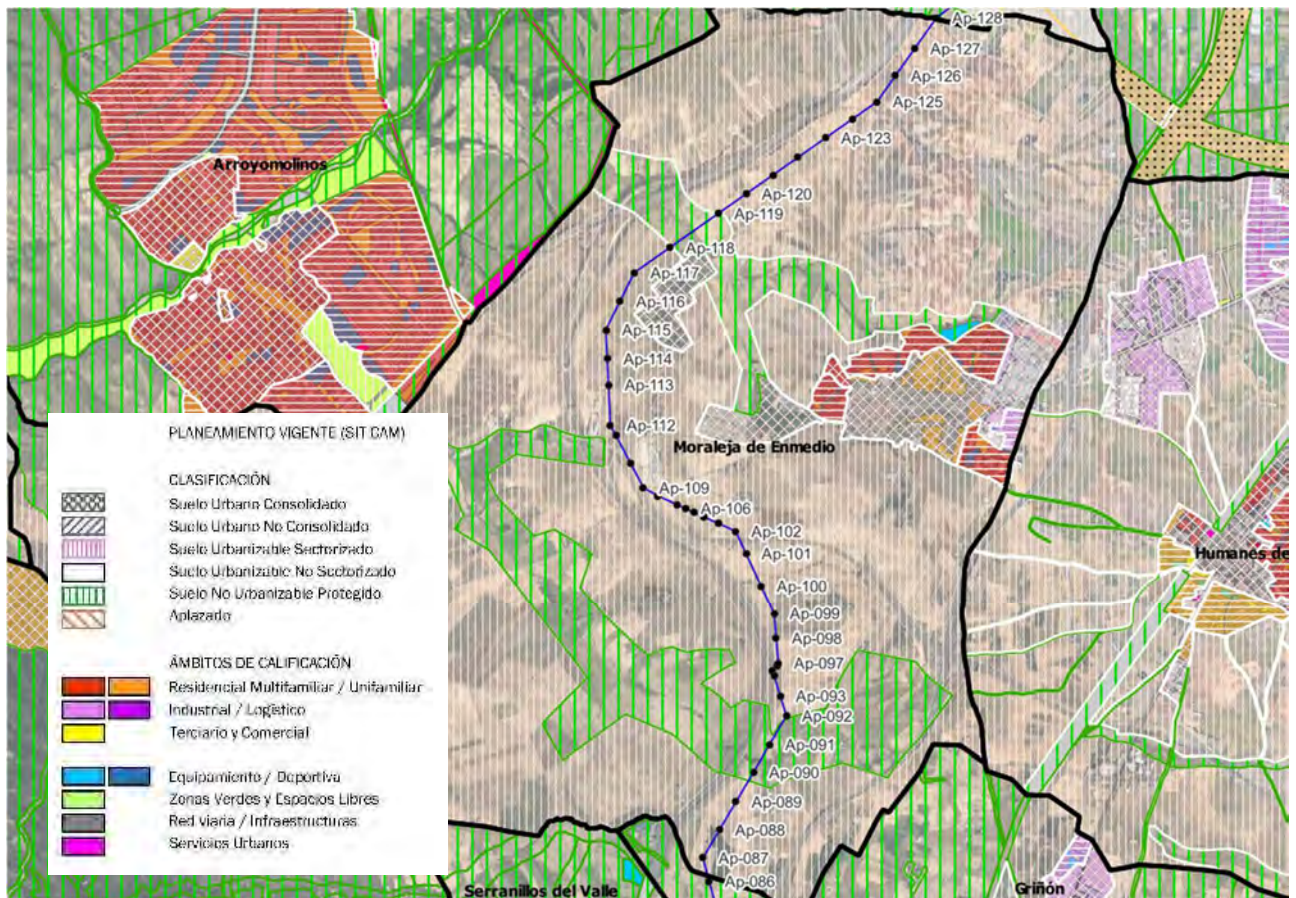 Ap-128
Ap-127
Ap-126
Ap-125
Ap-123
Arroyomolinos
Ap-120
Ap-119
Ap-118
Ap-117
Ap-116
Ap-115
Ap-114
Ap-113
Ap-112
Moraleja de Enmedio
Ap-109
Ap-106
Ap-102
Ap-101
Humanes de
Ap-100
Ap-099
Ap-098
Ap-097
Ap-093
Ap-092
Ap-091
Ap-090
Ap-089
Ap-088
Ap-087
Ap-086
Serranillos del Valle
Griñón
PLANEAMIENTO VIGENTE (SIT CAM)
CLASIFICACIÓN
Suelo Urbano Consolidado
Suelo Urbano No Consolidado
Suelo Urbanizable Sectorizado
Suelo Urbanizable No Sectorizado
Suelo No Urbanizable Protegido
Aplazado
ÁMBITOS DE CALIFICACIÓN
Residencial Multifamiliar / Unifamiliar
Industrial / Logístico
Terciario y Comercial
Equipamiento / Deportiva
Zonas Verdes y Espacios Libres
Red viaria / Infraestructuras
Servicios Urbanos